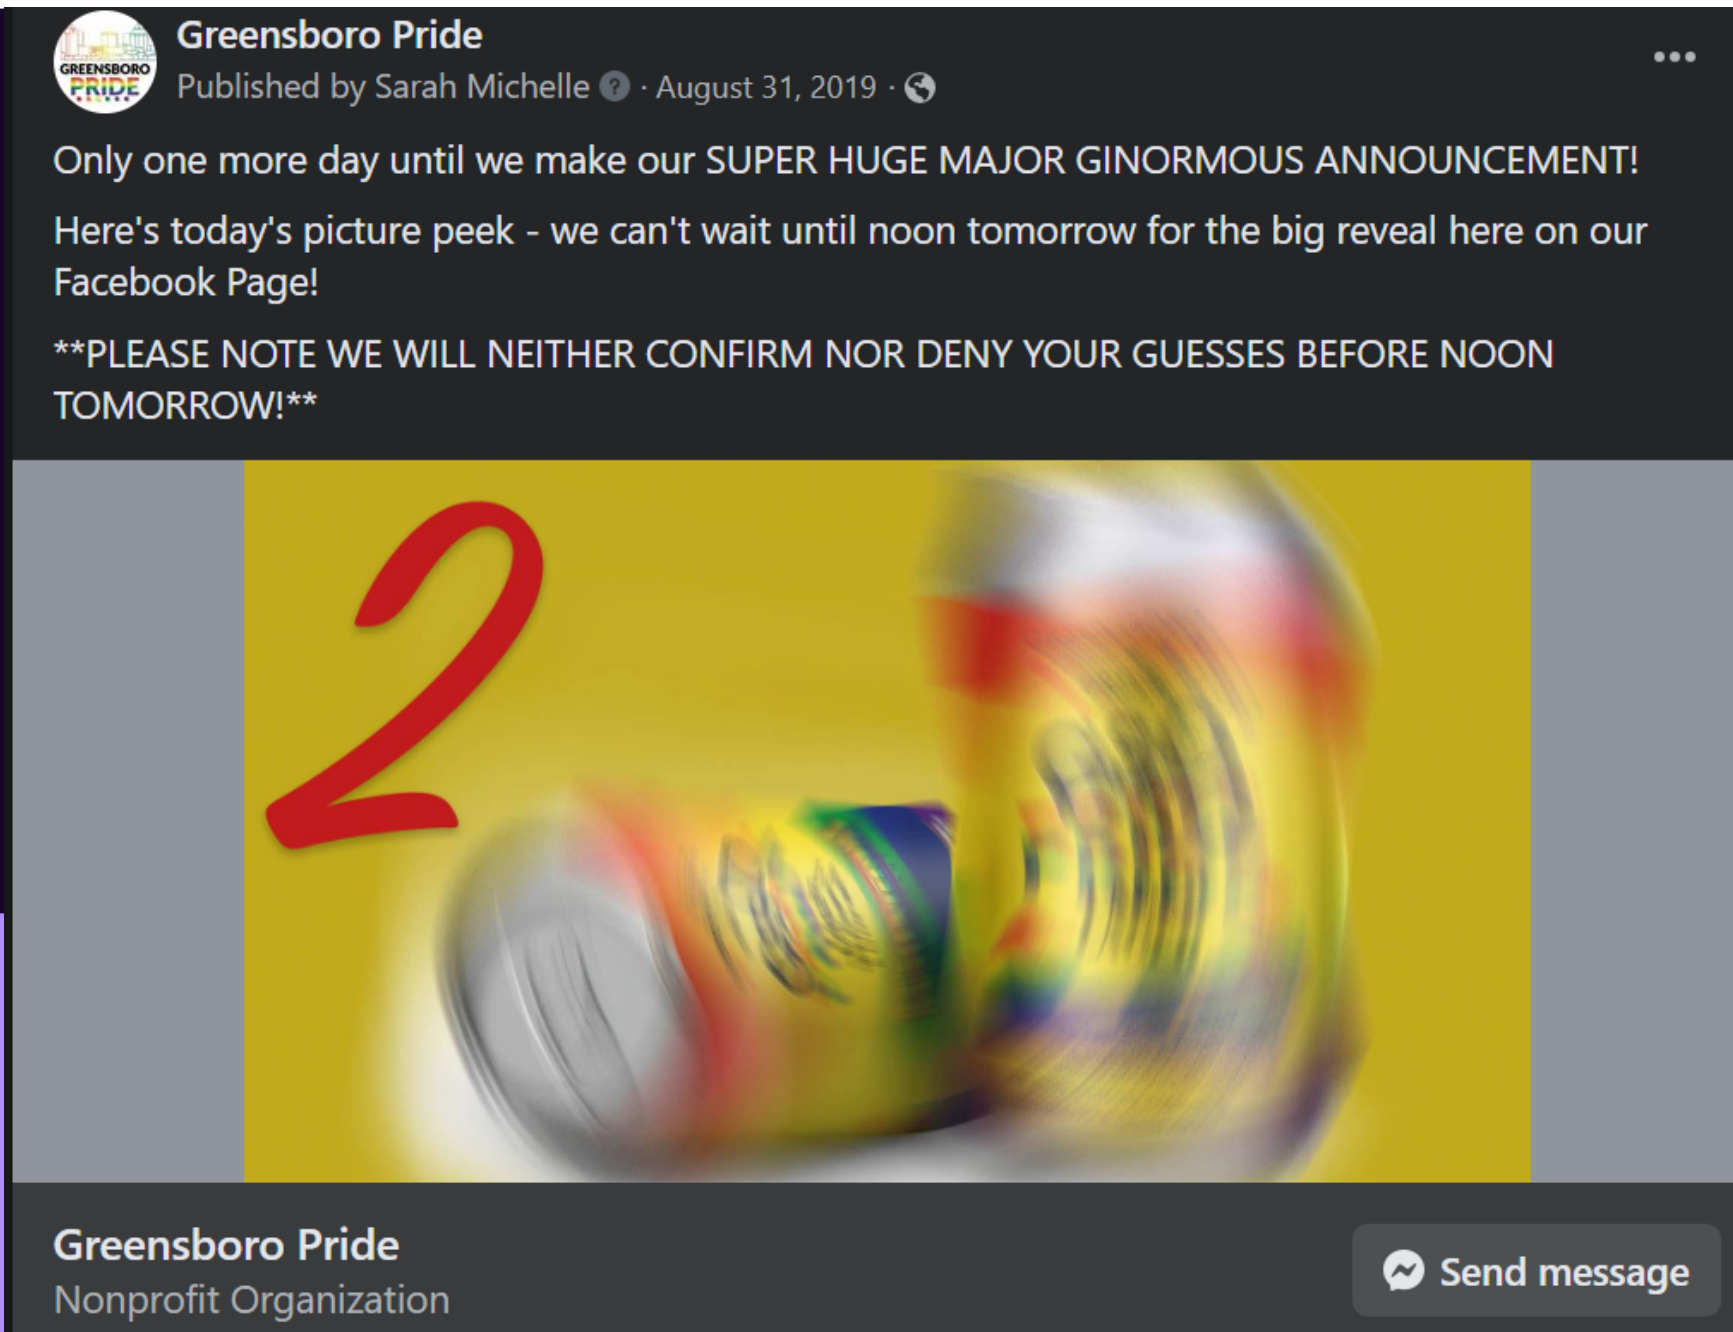 GREENSBORO
PRIDE
Greensboro Pride
Published by Sarah Michelle ? · August 31, 2019 ·
Only one more day until we make our SUPER HUGE MAJOR GINORMOUS ANNOUNCEMENT!
Here's today's picture peek - we can't wait until noon tomorrow for the big reveal here on our
Facebook Page!
**PLEASE NOTE WE WILL NEITHER CONFIRM NOR DENY YOUR GUESSES BEFORE NOON
TOMORROW!**
2
Greensboro Pride
Nonprofit Organization
Send message